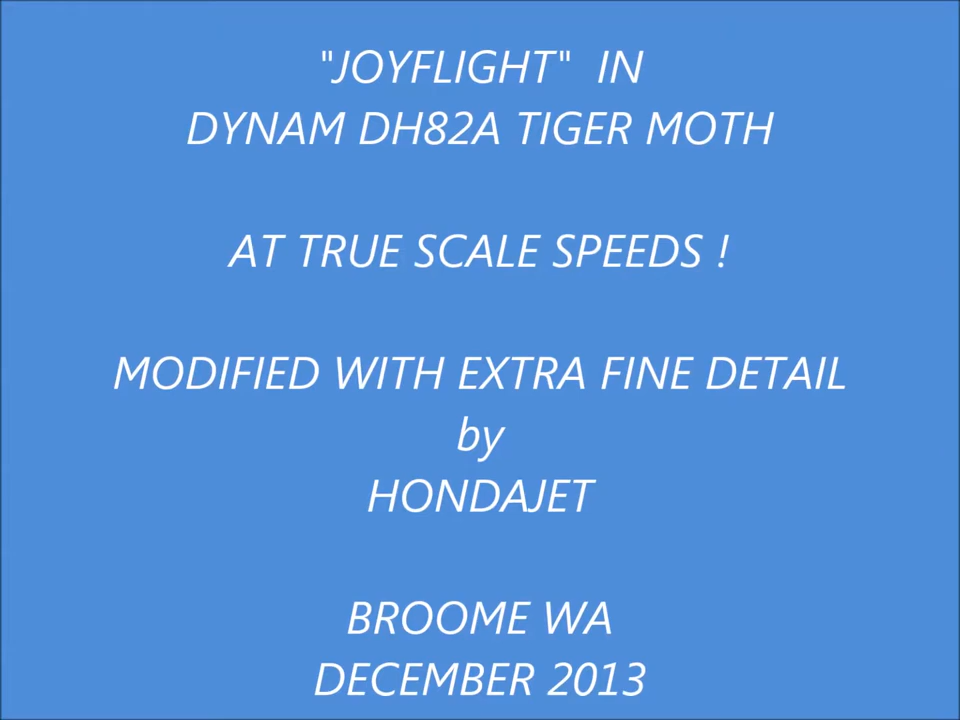 "JOYFLIGHT" IN
DYNAM DH82A TIGER MOTH
AT TRUE SCALE SPEEDS !
MODIFIED WITH EXTRA FINE DETAIL
by
HONDAJET
BROOME WA
DECEMBER 2013